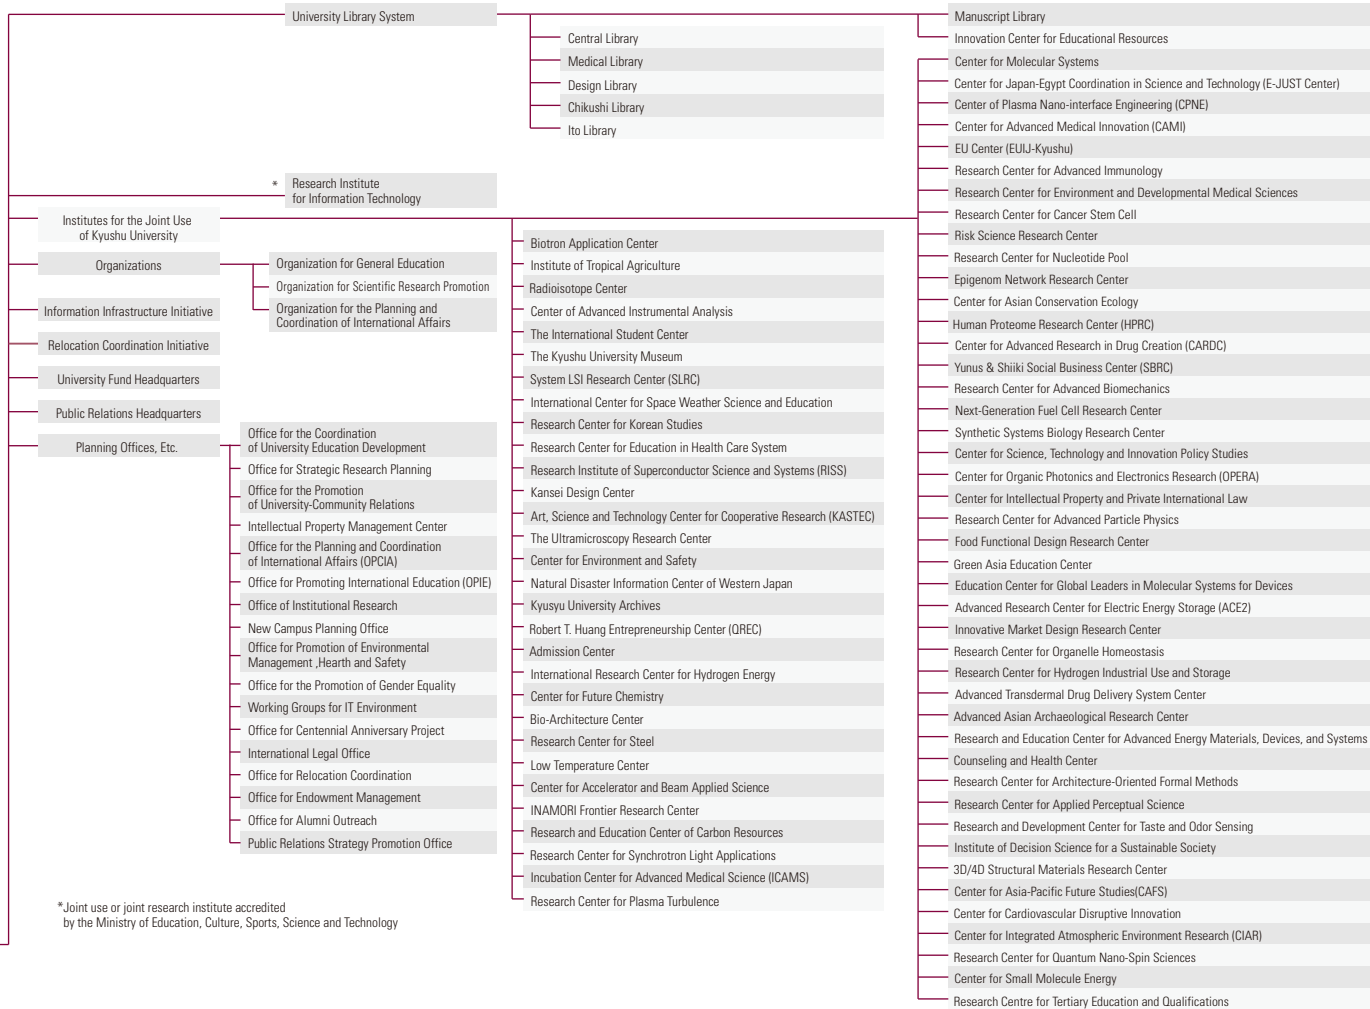 University Library System
Central Library
Medical Library
Design Library
Chikushi Library
Ito Library
Manuscript Library
Innovation Center for Educational Resources
*
Research Institute
for Information Technology
Institutes for the Joint Use
of Kyushu University
Biotron Application Center
Institute of Tropical Agriculture
Radioisotope Center
Center of Advanced Instrumental Analysis
The International Student Center
The Kyushu University Museum
System LSI Research Center (SLRC)
International Center for Space Weather Science and Education
Research Center for Korean Studies
Research Center for Education in Health Care System
Research Institute of Superconductor Science and Systems (RISS)
Kansei Design Center
Art, Science and Technology Center for Cooperative Research (KASTEC)
The Ultramicroscopy Research Center
Center for Environment and Safety
Natural Disaster Information Center of Western Japan
Kyusyu University Archives
Robert T. Huang Entrepreneurship Center (QREC)
Admission Center
International Research Center for Hydrogen Energy
Center for Future Chemistry
Bio-Architecture Center
Research Center for Steel
Low Temperature Center
Center for Accelerator and Beam Applied Science
INAMORI Frontier Research Center
Research and Education Center of Carbon Resources
Research Center for Synchrotron Light Applications
Incubation Center for Advanced Medical Science (ICAMS)
Research Center for Plasma Turbulence
Center for Molecular Systems
Center for Japan-Egypt Coordination in Science and Technology (E-JUST Center)
Center of Plasma Nano-interface Engineering (CPNE)
Center for Advanced Medical Innovation (CAMI)
EU Center (EUIJ-Kyushu)
Research Center for Advanced Immunology
Research Center for Environment and Developmental Medical Sciences
Research Center for Cancer Stem Cell
Risk Science Research Center
Research Center for Nucleotide Pool
Epigenom Network Research Center
Center for Asian Conservation Ecology
Human Proteome Research Center (HPRC)
Center for Advanced Research in Drug Creation (CARDC)
Yunus & Shiiki Social Business Center (SBRC)
Research Center for Advanced Biomechanics
Next-Generation Fuel Cell Research Center
Synthetic Systems Biology Research Center
Center for Science, Technology and Innovation Policy Studies
Center for Organic Photonics and Electronics Research (OPERA)
Center for Intellectual Property and Private International Law
Research Center for Advanced Particle Physics
Food Functional Design Research Center
Green Asia Education Center
Education Center for Global Leaders in Molecular Systems for Devices
Advanced Research Center for Electric Energy Storage (ACE2)
Innovative Market Design Research Center
Research Center for Organelle Homeostasis
Research Center for Hydrogen Industrial Use and Storage
Advanced Transdermal Drug Delivery System Center
Advanced Asian Archaeological Research Center
Research and Education Center for Advanced Energy Materials, Devices, and Systems
Counseling and Health Center
Research Center for Architecture-Oriented Formal Methods
Research Center for Applied Perceptual Science
Research and Development Center for Taste and Odor Sensing
Institute of Decision Science for a Sustainable Society
3D/4D Structural Materials Research Center
Center for Asia-Pacific Future Studies(CAFS)
Center for Cardiovascular Disruptive Innovation
Center for Integrated Atmospheric Environment Research (CIAR)
Research Center for Quantum Nano-Spin Sciences
Center for Small Molecule Energy
Research Centre for Tertiary Education and Qualifications
Organizations
Organization for General Education
Organization for Scientific Research Promotion
Organization for the Planning and
Coordination of International Affairs
Information Infrastructure Initiative
Relocation Coordination Initiative
University Fund Headquarters
Public Relations Headquarters
Planning Offices, Etc.
Office for the Coordination
of University Education Development
Office for Strategic Research Planning
Office for the Promotion
of University-Community Relations
Intellectual Property Management Center
Office for the Planning and Coordination
of International Affairs (OPCIA)
Office for Promoting International Education (OPIE)
Office of Institutional Research
New Campus Planning Office
Office for Promotion of Environmental
Management ,Hearth and Safety
Office for the Promotion of Gender Equality
Working Groups for IT Environment
Office for Centennial Anniversary Project
International Legal Office
Office for Relocation Coordination
Office for Endowment Management
Office for Alumni Outreach
Public Relations Strategy Promotion Office
*Joint use or joint research institute accredited
by the Ministry of Education, Culture, Sports, Science and Technology